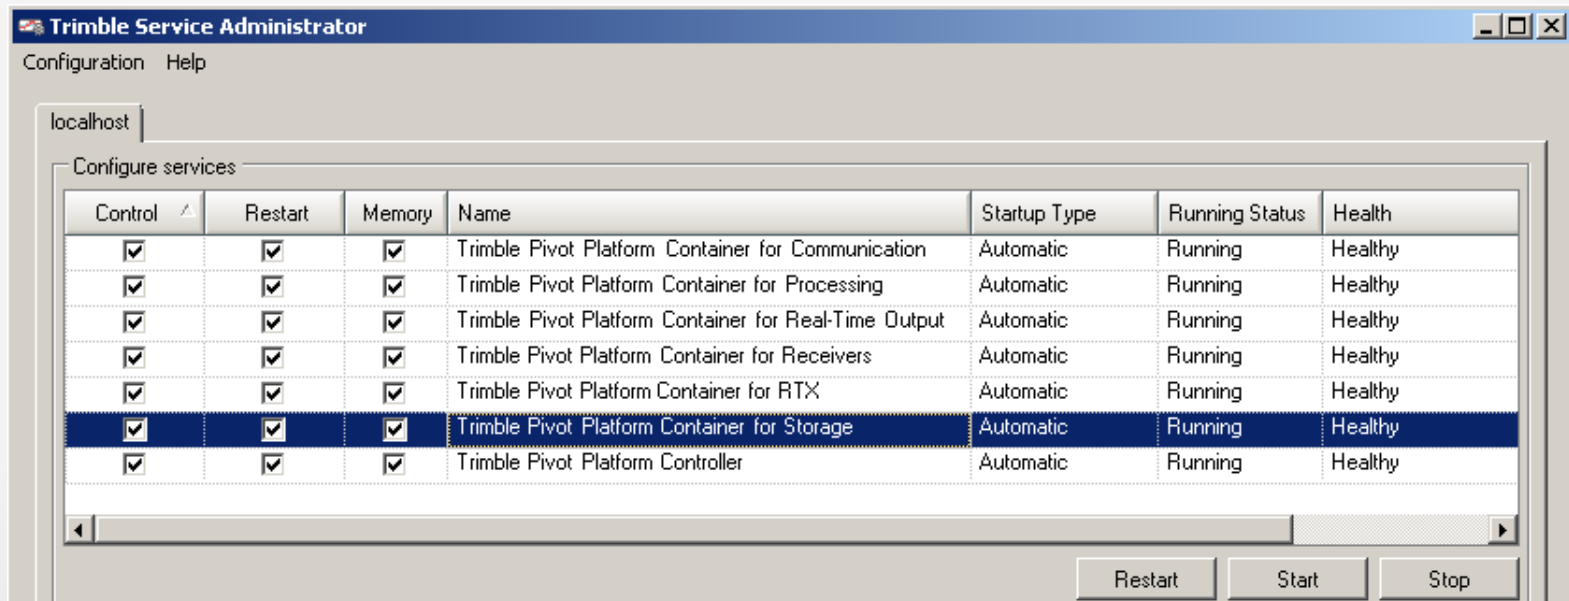 Trimble Service Administrator
Configuration Help
localhost
Configure services
Control Restart Memory Name Startup Type Running Status Health
Trimble Pivot Platform Container for Communication Automatic Running Healthy
Trimble Pivot Platform Container for Processing Automatic Running Healthy
Trimble Pivot Platform Container for Real-Time Output Automatic Running Healthy
Trimble Pivot Platform Container for Receivers Automatic Running Healthy
Trimble Pivot Platform Container for RTX Automatic Running Healthy
Trimble Pivot Platform Container for Storage Automatic Running Healthy
Trimble Pivot Platform Controller Automatic Running Healthy
Restart Start Stop